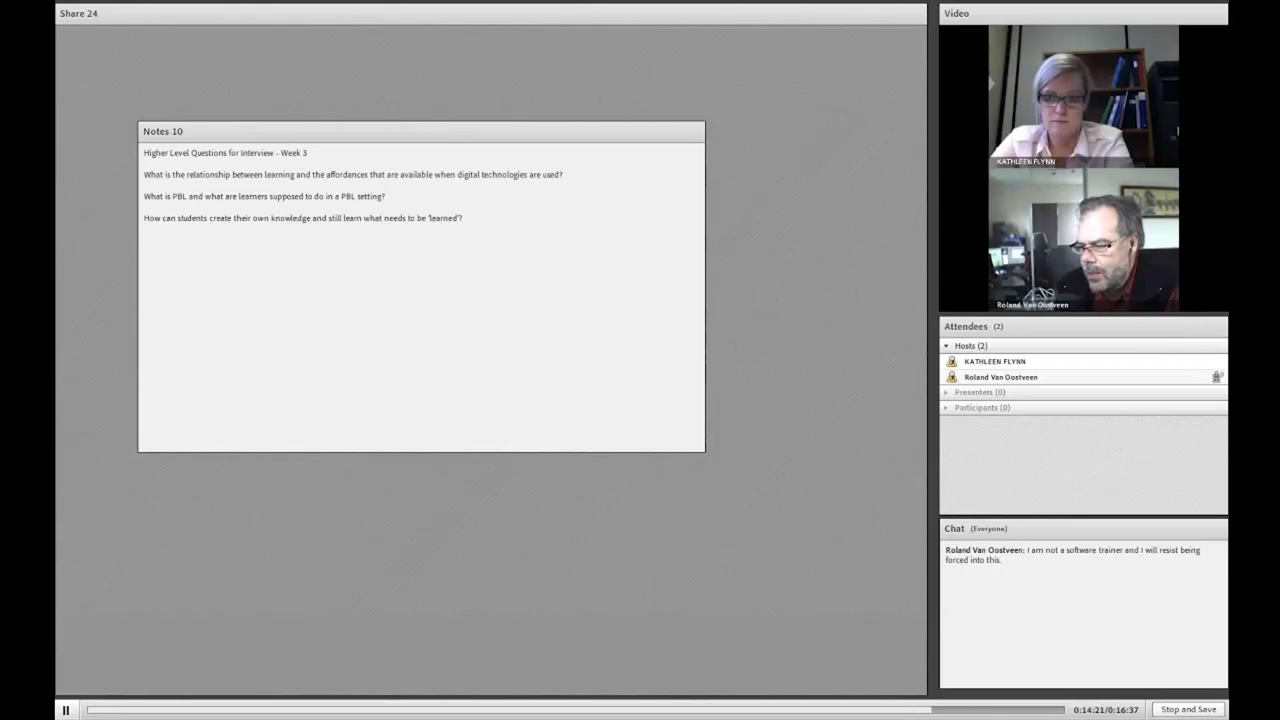 Share 24
Video
Notes 10
Higher Level Questions for Interview - Week 3
What is the relationship between learning and the affordances that are available when digital technologies are used?
What is PBL and what are learners supposed to do in a PBL setting?
How can students create their own knowledge and still learn what needs to be 'learned'?
KATHLEEN FLYNN
Roland Van Oostveen
Attendees (2)
Hosts (2)
KATHLEEN FLYNN
Roland Van Oostveen
Presenters (0)
Participants (0)
Chat (Everyone)
Roland Van Oostveen: I am not a software trainer and I will resist being
forced into this.
0:14:21/0:16:37
Stop and Save